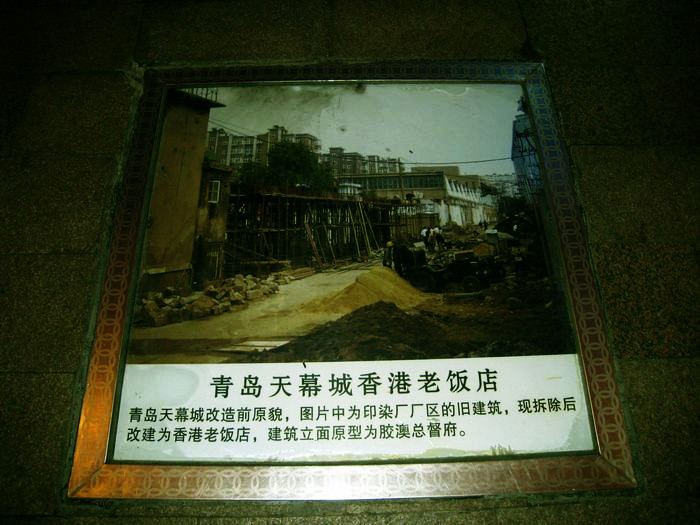 青岛天幕城香港老饭店
青岛天幕城改造前原貌，图片中为印染厂厂区的旧建筑，现拆除后
改建为香港老饭店，建筑立面原型为胶澳总督府。